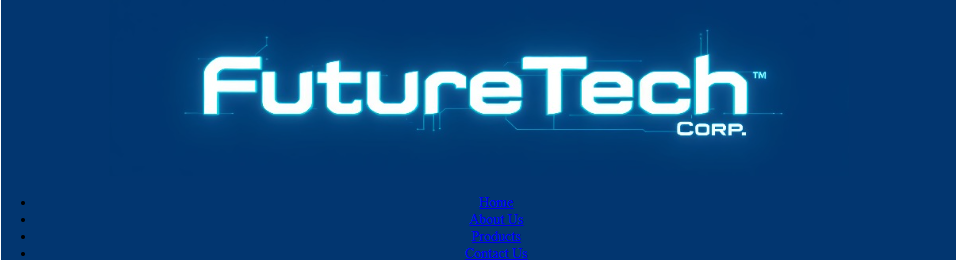 FutureTech™
CORP.
Home
About Us
Products
Contact Us